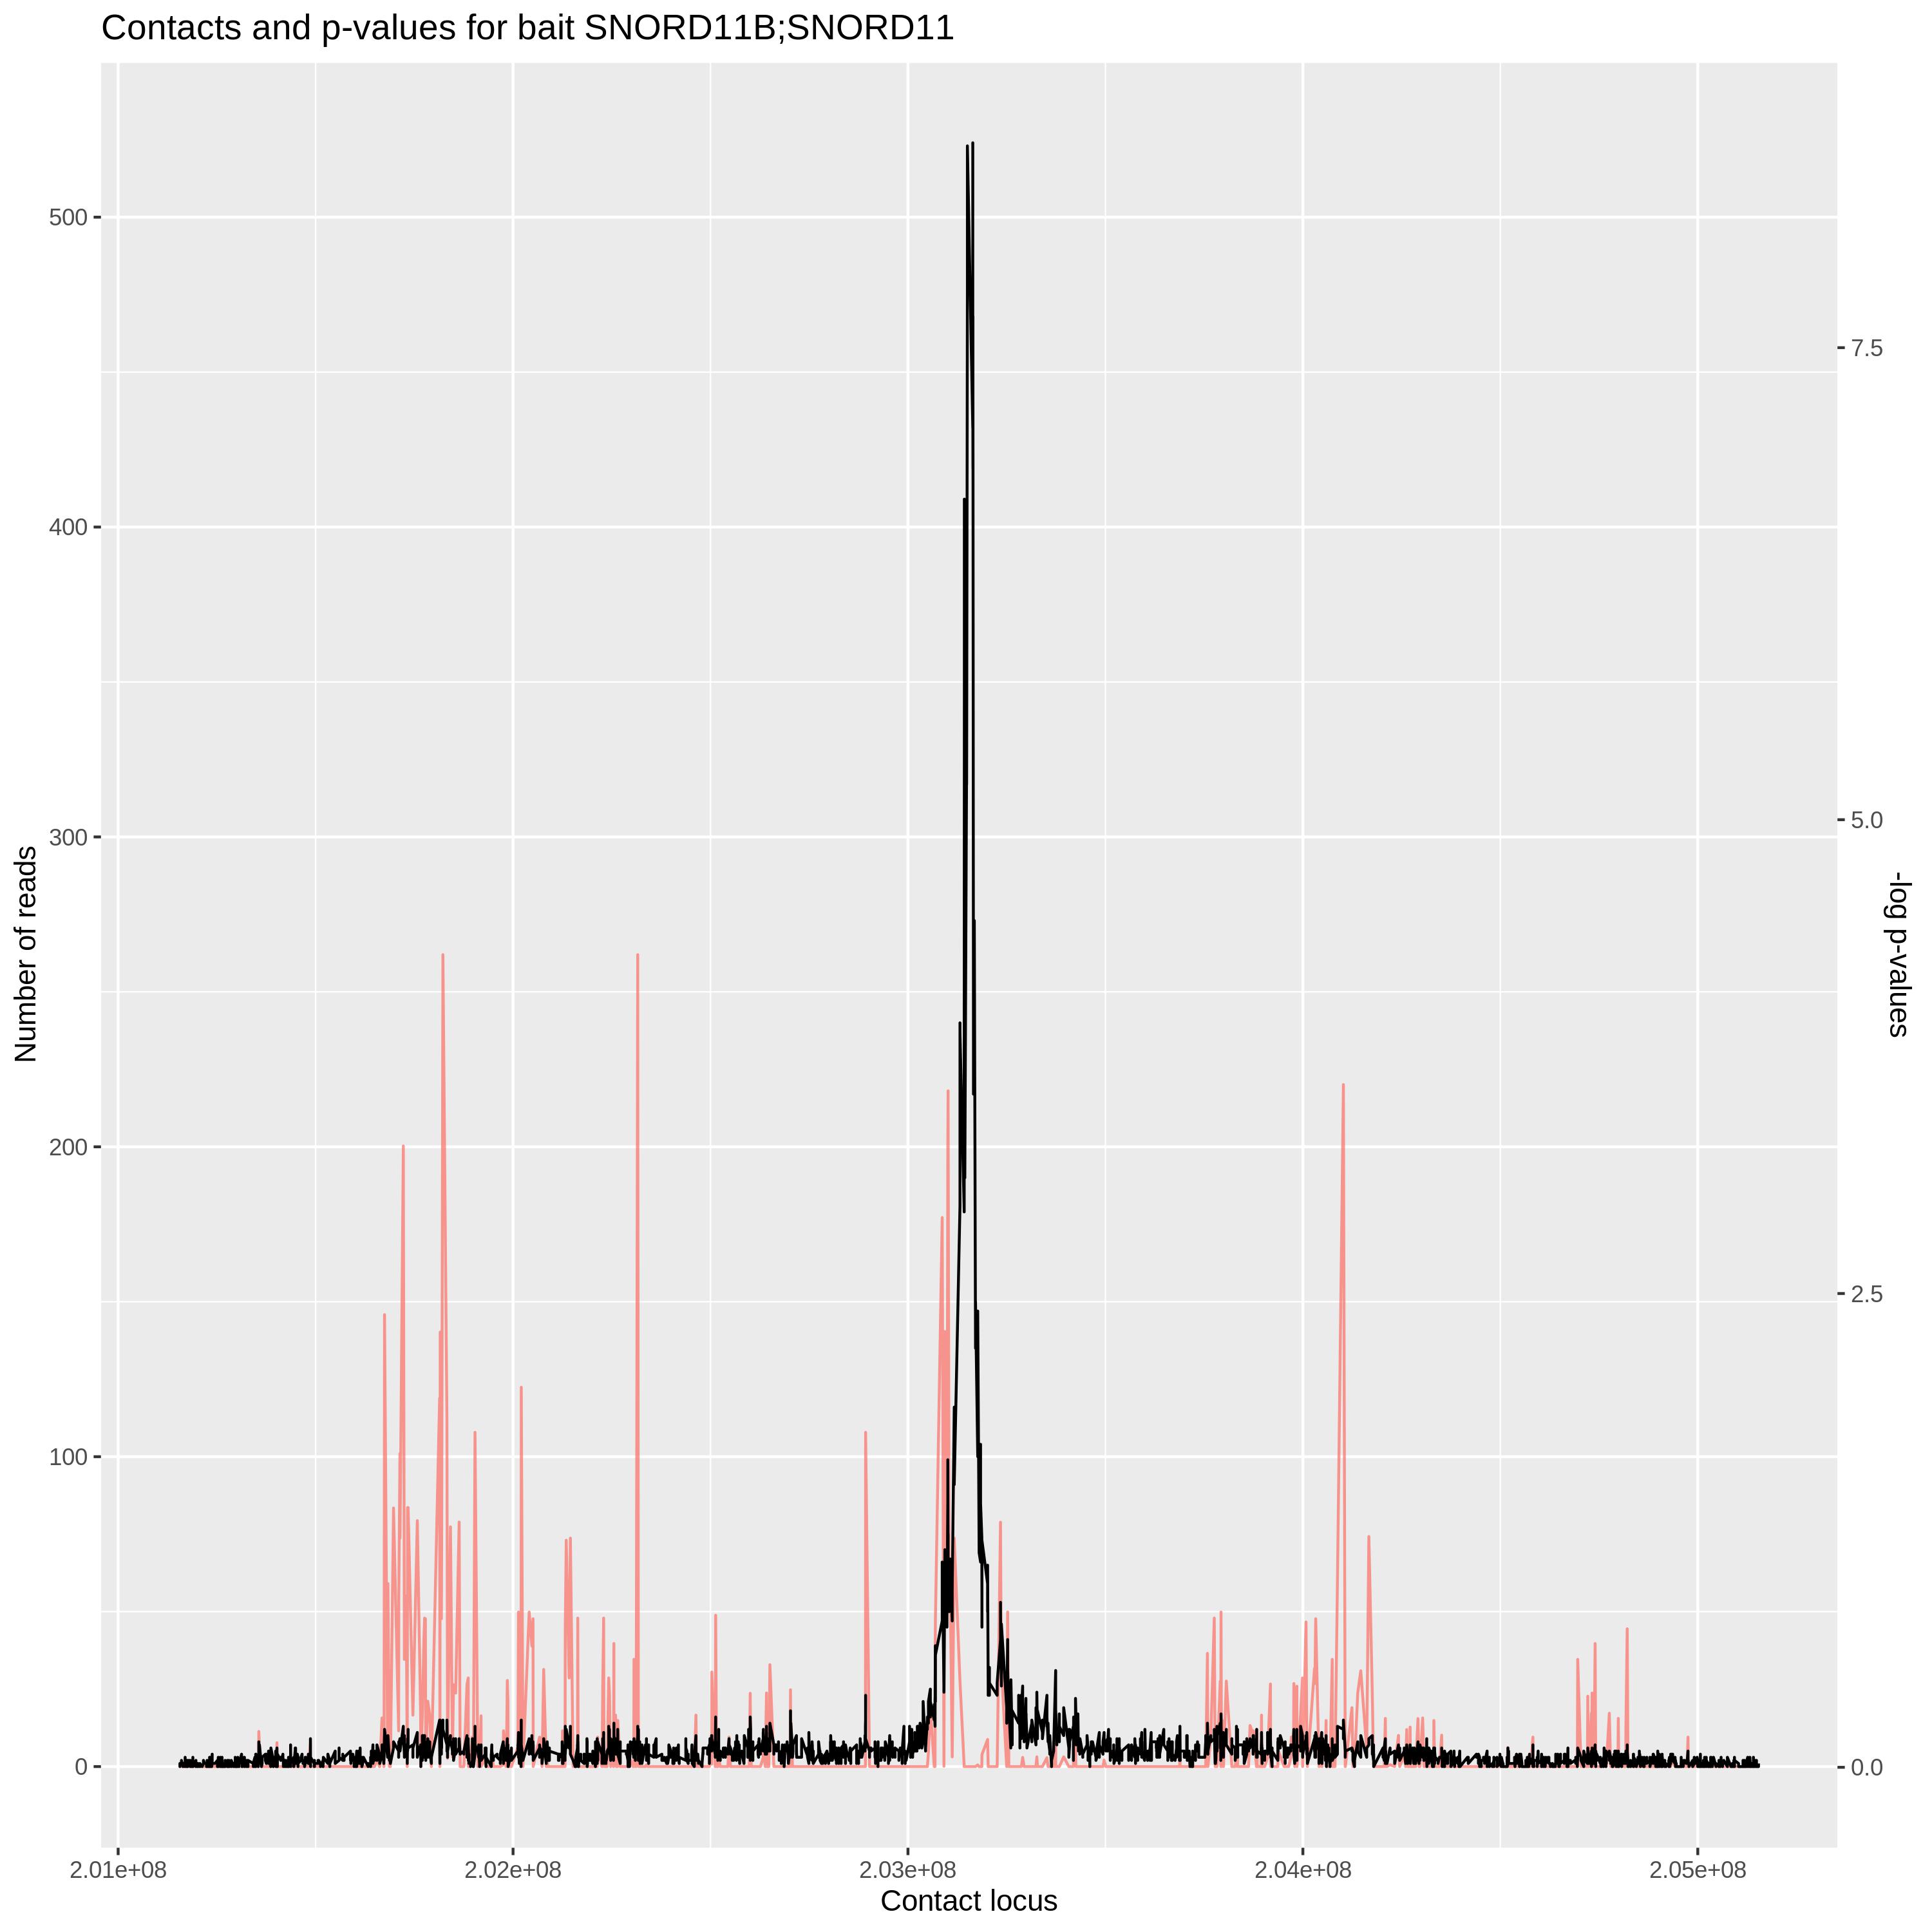 Contacts and p-values for bait SNORD11B;SNORD11
Number of reads
500
400
300
200
100
0
7.5
5.0
2.5
0.0
-log p-values
2.01e+08
2.02e+08
2.03e+08
2.04e+08
2.05e+08
Contact locus